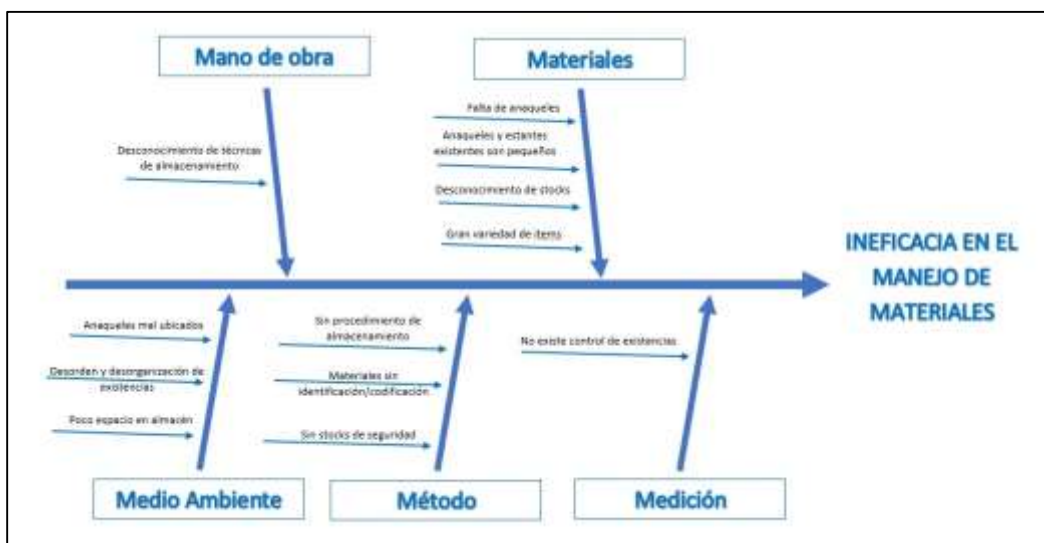 Mano de obra
Materiales
Falta de anaqueles
Anaqueles y estantes
existentes son pequeños
Desconocimiento de técnicas
de almacenamiento
Desconocimiento de stocks
Gran variedad de items
INEFICACIA EN EL
MANEJO DE
MATERIALES
Anaqueles mal ubicados
Desorden y desorganización de
existencias
Poco espacio en almacén
Sin procedimiento de
almacenamiento
Materiales sin
identificación/codificación
Sin stocks de seguridad
No existe control de existencias
Medio Ambiente
Método
Medición